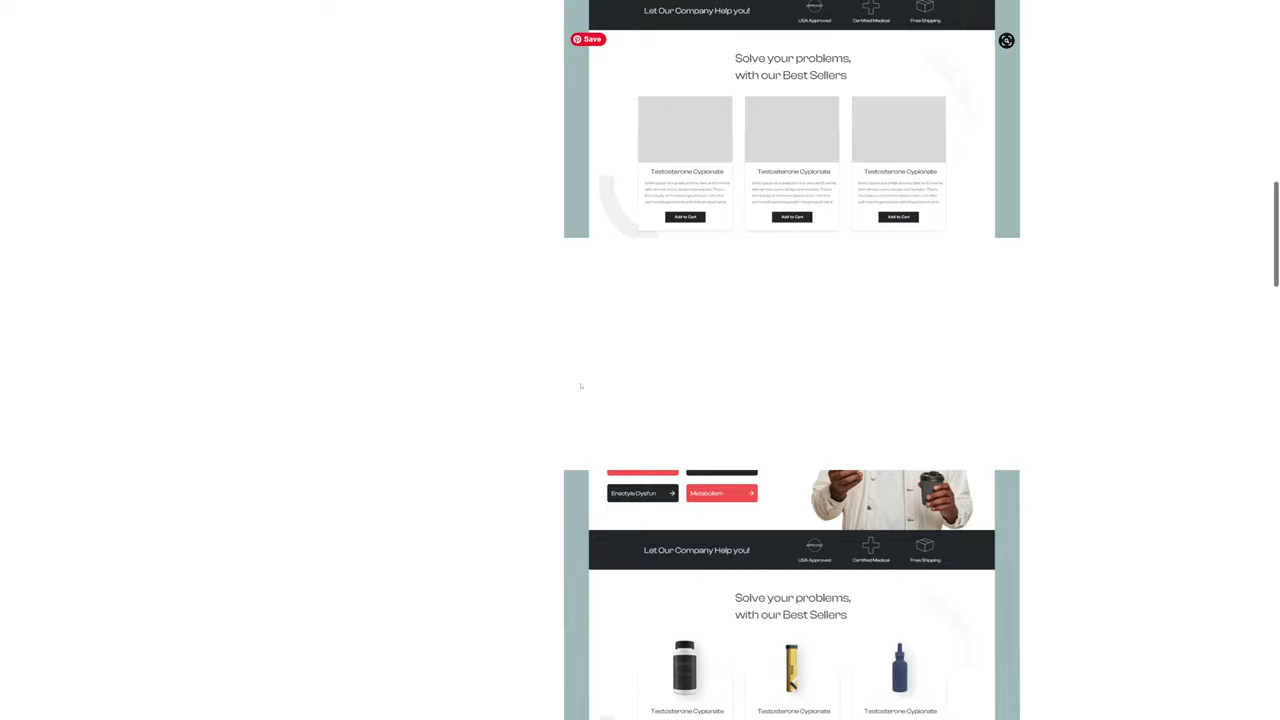 Let Our Company Help you!
APPROVED
USA Approved
Certified Medical
Free Shipping
Save
Solve your problems,
with our Best Sellers
Testosterone Cypionate
Testosterone Cypionate
Testosterone Cypionate
Add to Cart
Add to Cart
Add to Cart
Erectyle Dysfun
Metabolism
Let Our Company Help you!
APPROVED
USA Approved
Certified Medical
Free Shipping
Solve your problems,
with our Best Sellers
Testosterone Cypionate
Testosterone Cypionate
Testosterone Cypionate